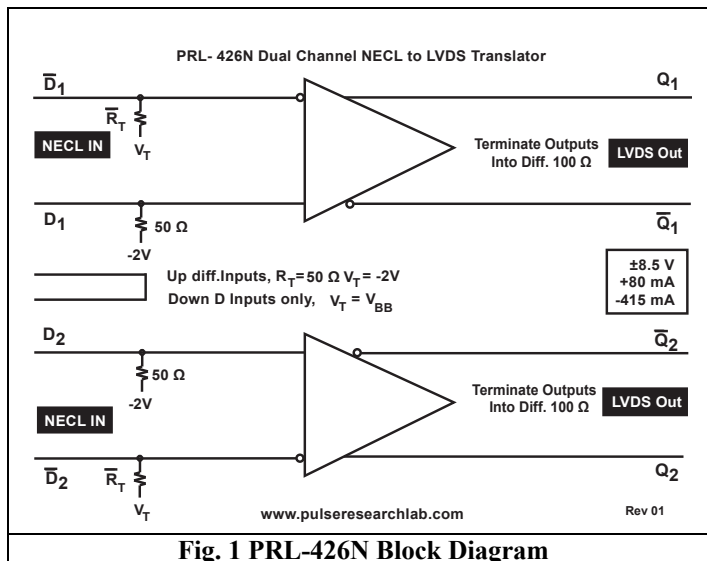 PRL- 426N Dual Channel NECL to LVDS Translator
D̅1
Q1
R̅T
NECL IN
VT
Terminate Outputs
Into Diff. 100 Ω
LVDS Out
D1
50 Ω
-2V
Q̅1
Up diff.Inputs, RT=50 Ω VT= -2V
Down D Inputs only, VT = VBB
±8.5 V
+80 mA
-415 mA
D2
Q̅2
50 Ω
-2V
Terminate Outputs
Into Diff. 100 Ω
LVDS Out
NECL IN
D̅2
R̅T
VT
Q2
www.pulseresearchlab.com
Rev 01
Fig. 1 PRL-426N Block Diagram